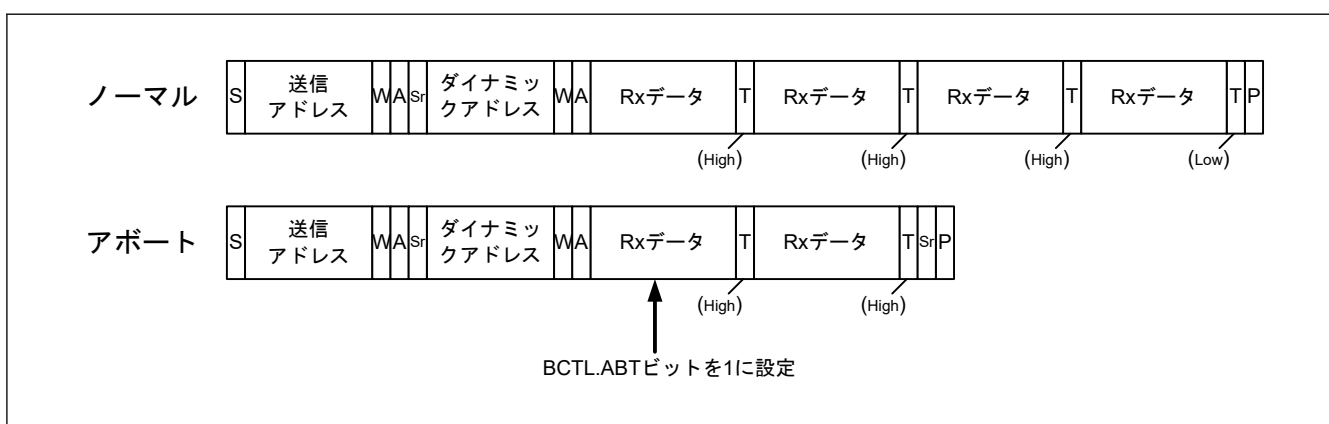 ノーマル
S
送信
アドレス
W
A
Sr
ダイナミッ
クアドレス
W
A
Rxデータ
T
Rxデータ
T
Rxデータ
T
Rxデータ
T
P
(High)
(High)
(High)
(Low)
アボート
S
送信
アドレス
W
A
Sr
ダイナミッ
クアドレス
W
A
Rxデータ
T
Rxデータ
T
Sr
P
(High)
(High)
BCTL.ABTビットを1に設定